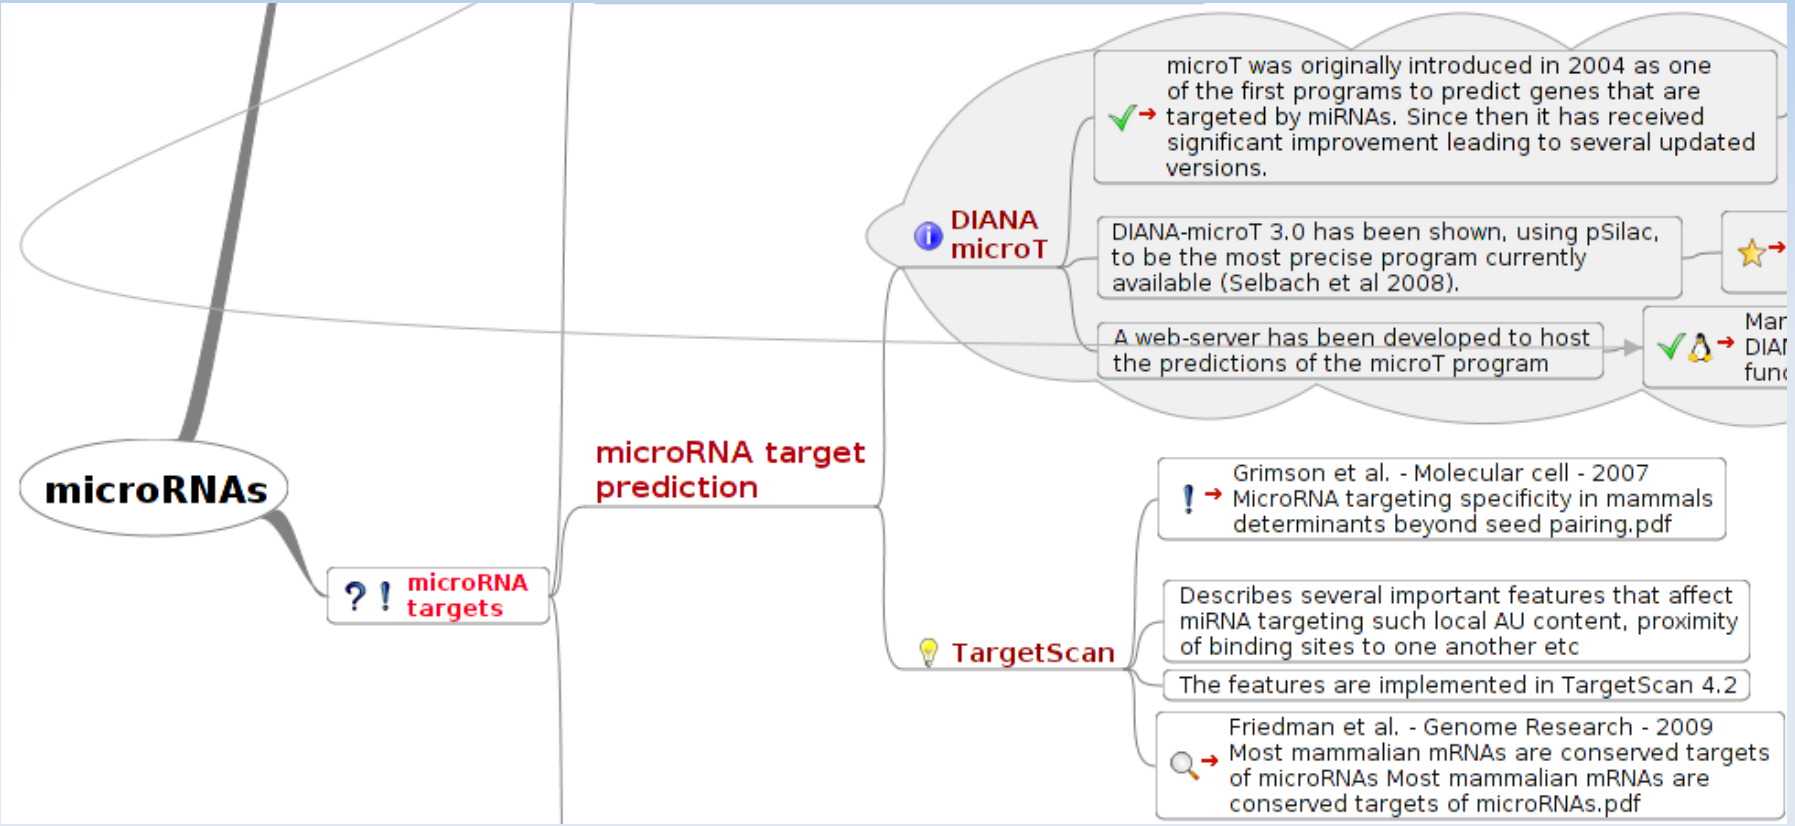 microT was originally introduced in 2004 as one
of the first programs to predict genes that are
targeted by miRNAs. Since then it has received
significant improvement leading to several updated
versions.
DIANA
microT
DIANA-microT 3.0 has been shown, using pSilac,
to be the most precise program currently
available (Selbach et al 2008).
A web-server has been developed to host
the predictions of the microT program
microRNA target
prediction
microRNAs
Grimson et al. - Molecular cell - 2007
MicroRNA targeting specificity in mammals
determinants beyond seed pairing.pdf
? ! microRNA
targets
Describes several important features that affect
miRNA targeting such local AU content, proximity
of binding sites to one another etc
TargetScan
The features are implemented in TargetScan 4.2
Friedman et al. - Genome Research - 2009
Most mammalian mRNAs are conserved targets
of microRNAs Most mammalian mRNAs are
conserved targets of microRNAs.pdf